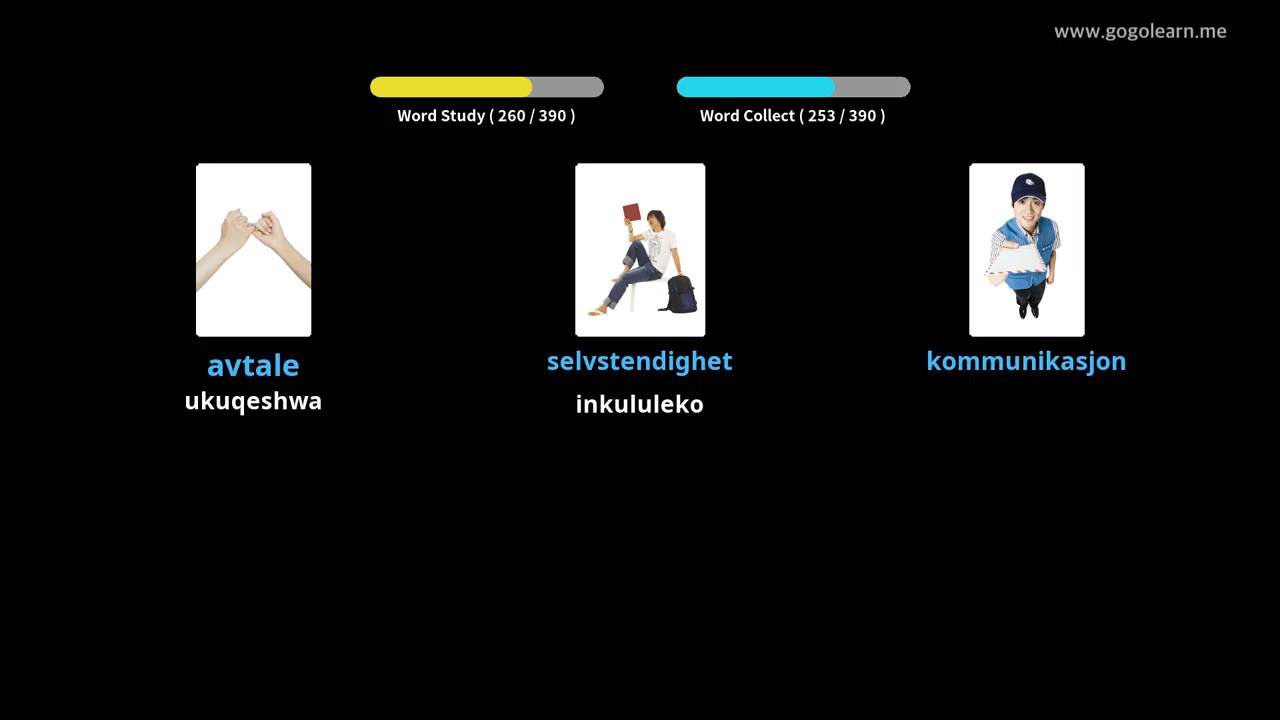 www.gogolearn.me
Word Study ( 260 / 390 )
Word Collect ( 253 / 390 )
avtale
selvstendighet
kommunikasjon
ukuqeshwa
inkululeko